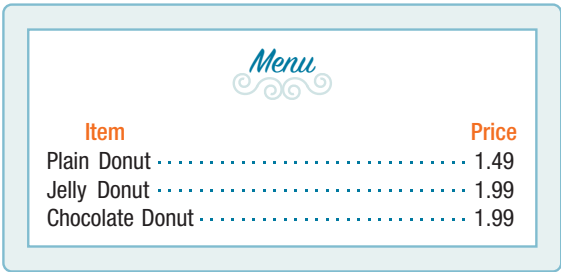 Menu
Item Price
Plain Donut 1.49
Jelly Donut 1.99
Chocolate Donut 1.99